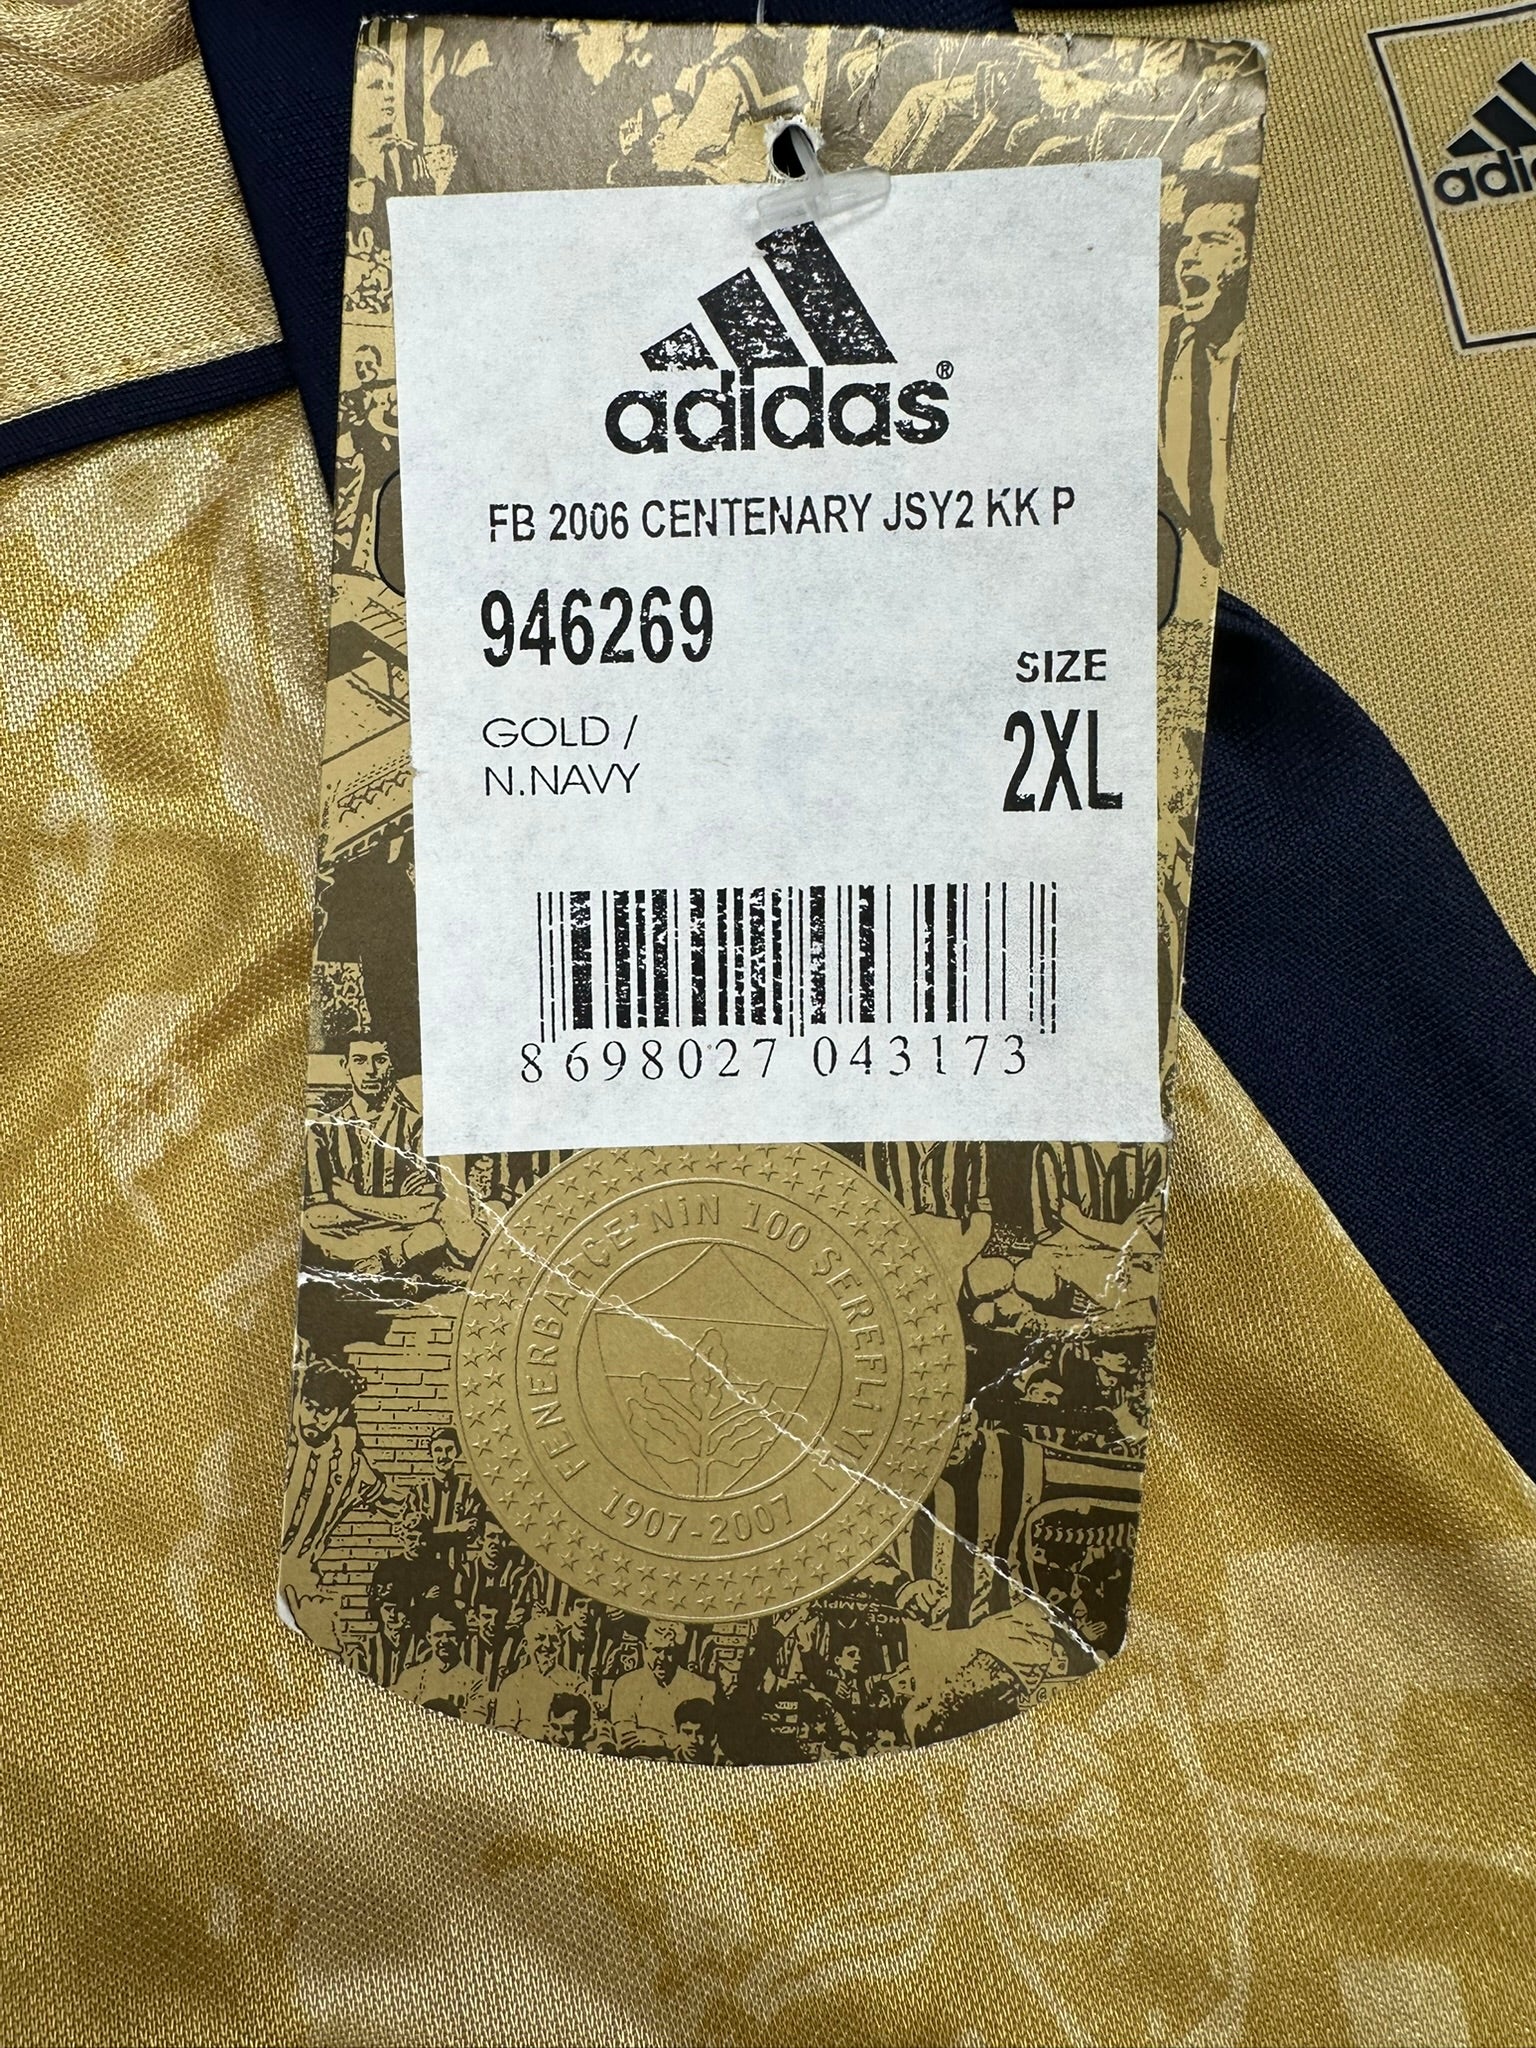 adidas®
FB 2006 CENTENARY JSY2 KK P
946269
SIZE
GOLD /
N.NAVY
2XL
8 698027 043173
FENERBAHÇE'NİN 100 ŞEREFLİ YILI
1907-2007